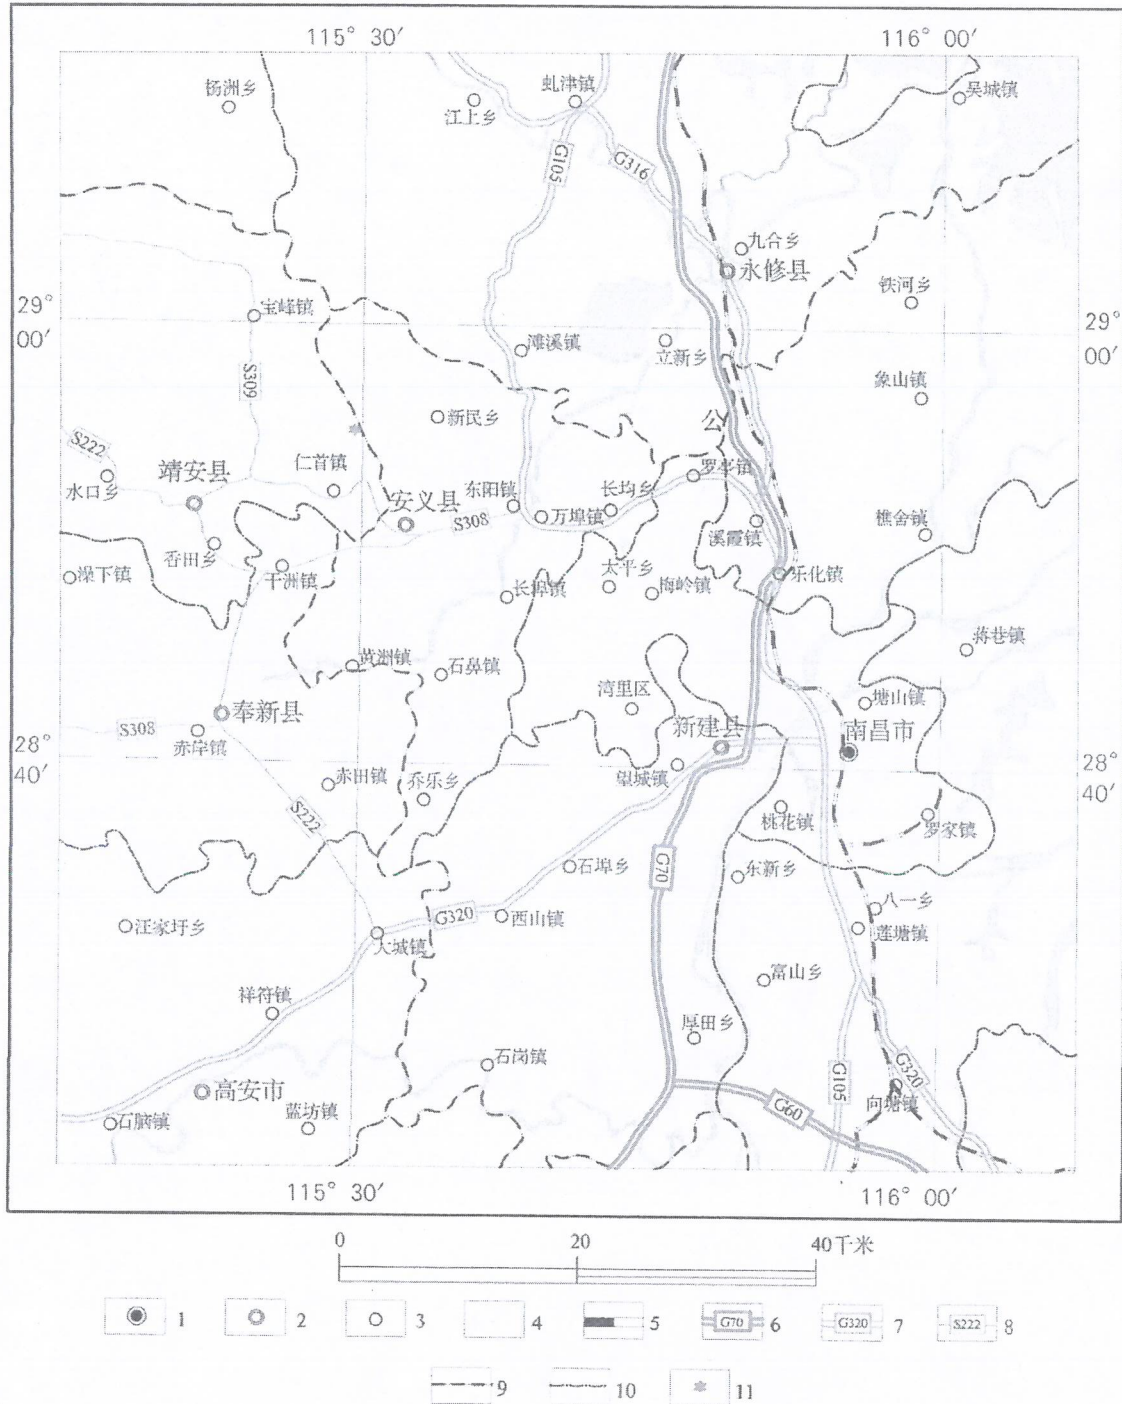 115° 30′
116° 00′
杨洲乡
江上乡
虬津镇
吴城镇
G105
G316
九合乡
永修县
铁河乡
29°
00′
宝峰镇
滩溪镇
立新乡
29°
00′
S309
象山镇
新民乡
公
S222
水口乡
靖安县
仁首镇
安义县
东阳镇
S308
万埠镇
长均乡
罗亭镇
溪霞镇
樵舍镇
香田乡
澡下镇
干洲镇
长埠镇
太平乡
梅岭镇
乐化镇
蒋巷镇
黄洲镇
石鼻镇
湾里区
塘山镇
奉新县
S308
赤岸镇
新建县
南昌市
28°
40′
望城镇
28°
40′
赤田镇
乔乐乡
S222
桃花镇
罗家镇
G70
石埠乡
东新乡
八一乡
汪家圩乡
G320
西山镇
大城镇
莲塘镇
富山乡
祥符镇
厚田乡
石岗镇
高安市
G105
G320
向塘镇
石脑镇
蓝坊镇
G60
115° 30′
116° 00′
0 20 40千米
1 2 3 4 5 G70 6 G320 7 S222 8
9 10 11